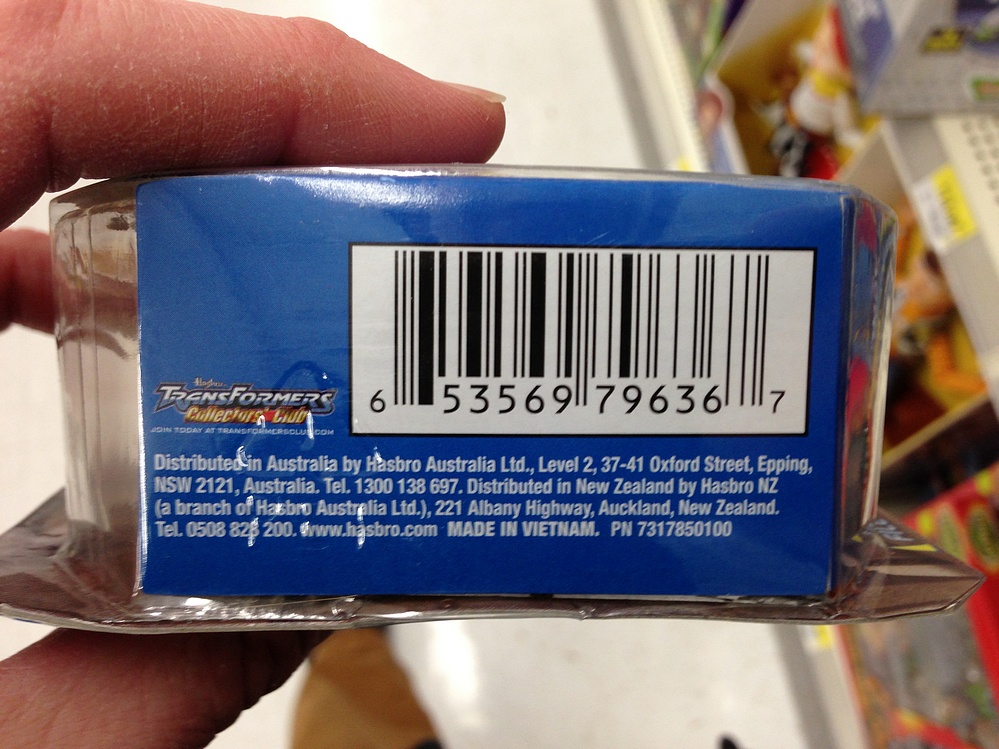 6 53569 79636 7
Hasbro
TRANSFORMERS
Collectors' Club
JOIN TODAY AT TRANSFORMERSCLUB.COM
Distributed in Australia by Hasbro Australia Ltd., Level 2, 37-41 Oxford Street, Epping,
NSW 2121, Australia. Tel. 1300 138 697. Distributed in New Zealand by Hasbro NZ
(a branch of Hasbro Australia Ltd.), 221 Albany Highway, Auckland, New Zealand.
Tel. 0508 828 200. www.hasbro.com MADE IN VIETNAM. PN 7317850100